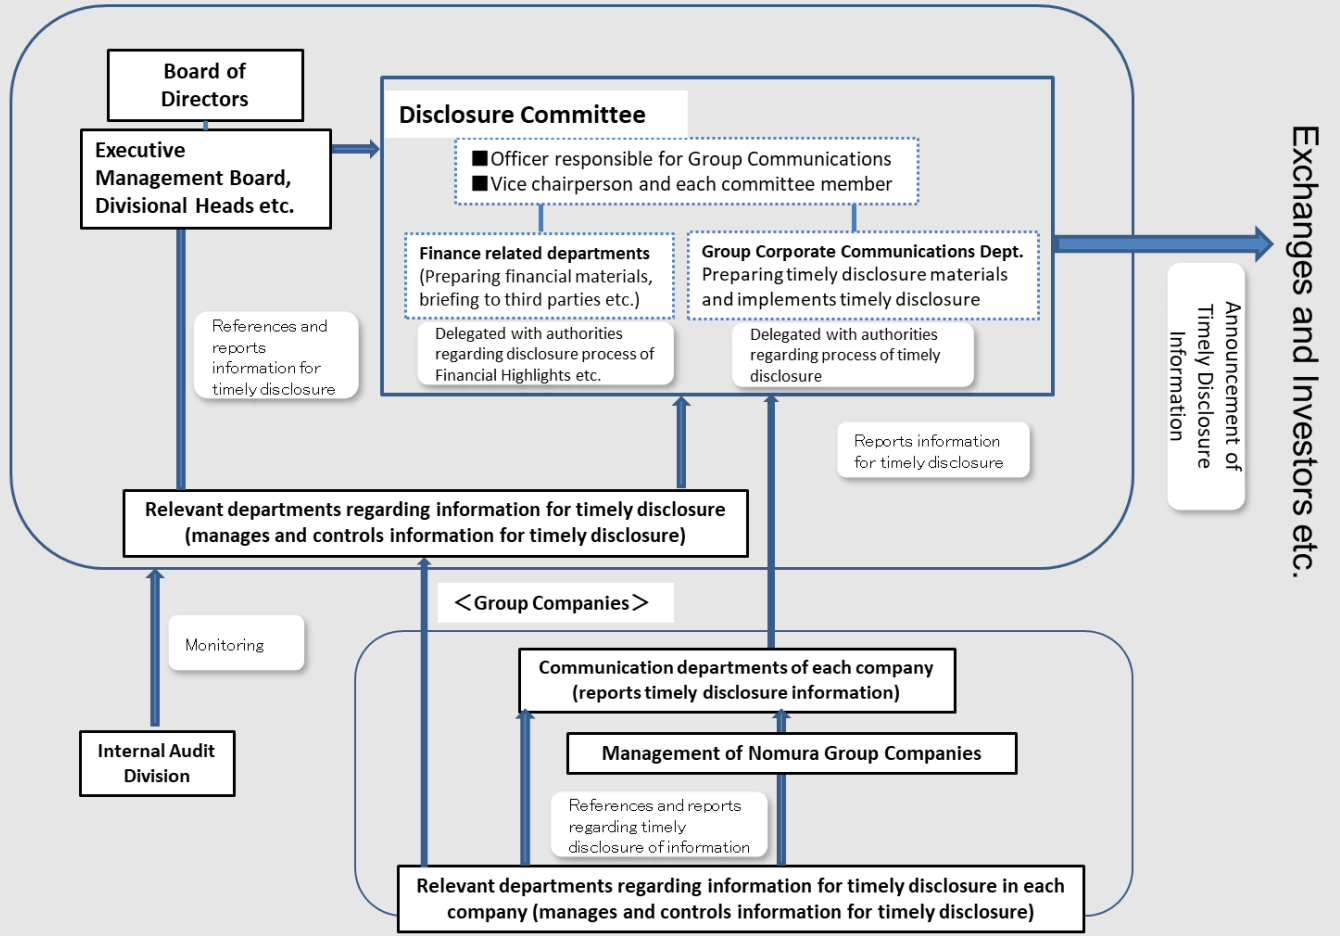 Board of
Directors
Executive
Management Board,
Divisional Heads etc.
Disclosure Committee
■Officer responsible for Group Communications
■Vice chairperson and each committee member
Finance related departments
(Preparing financial materials,
briefing to third parties etc.)
Group Corporate Communications Dept.
Preparing timely disclosure materials
and implements timely disclosure
Delegated with authorities
regarding disclosure process of
Financial Highlights etc.
Delegated with authorities
regarding process of timely
disclosure
References and
reports
information for
timely disclosure
Reports information
for timely disclosure
Announcement of
Timely Disclosure
Information
Exchanges and Investors etc.
Relevant departments regarding information for timely disclosure
(manages and controls information for timely disclosure)
＜Group Companies＞
Monitoring
Internal Audit
Division
Communication departments of each company
(reports timely disclosure information)
Management of Nomura Group Companies
References and reports
regarding timely
disclosure of information
Relevant departments regarding information for timely disclosure in each
company (manages and controls information for timely disclosure)